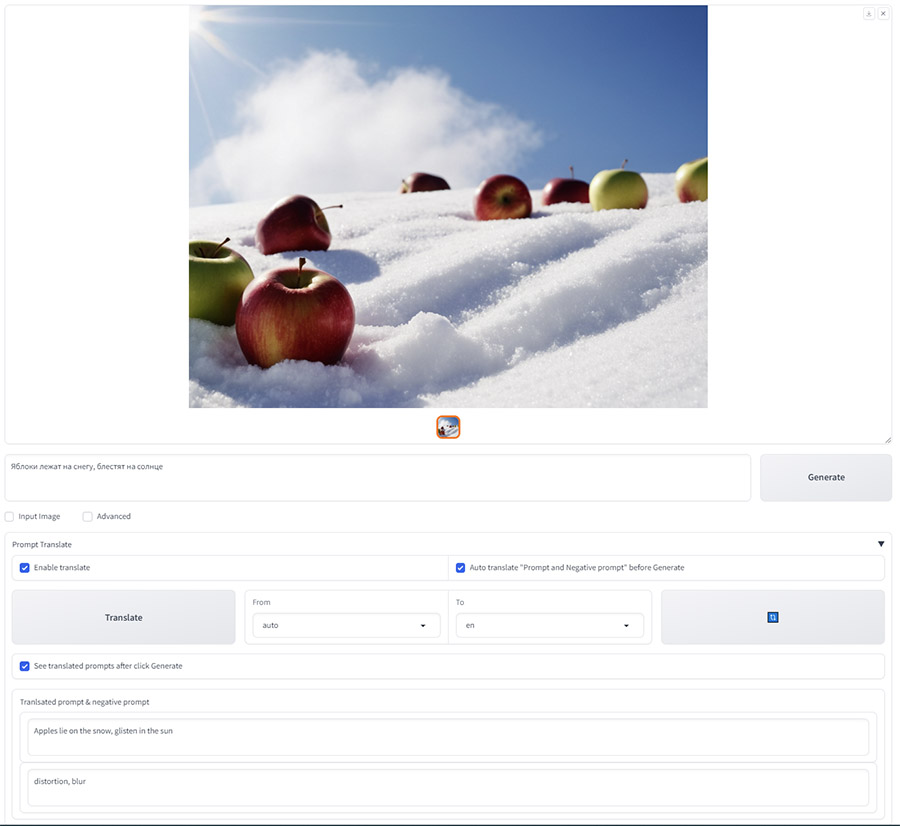 Яблоки лежат на снегу, блестят на солнце
Generate
Input Image
Advanced
Prompt Translate
Enable translate
Auto translate "Prompt and Negative prompt" before Generate
Translate
From
auto
To
en
See translated prompts after click Generate
Tranlsated prompt & negative prompt
Apples lie on the snow, glisten in the sun
distortion, blur